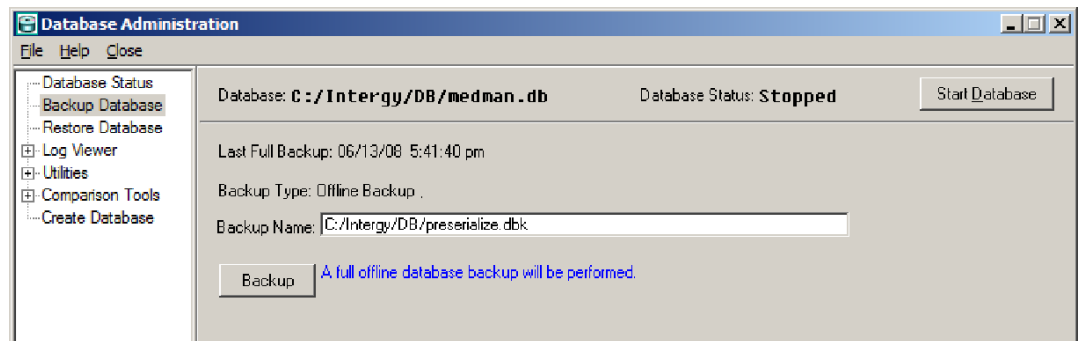 Database Administration
File Help Close
Database Status
Backup Database
Restore Database
Log Viewer
Utilities
Comparison Tools
Create Database
Database: C:/Intergy/DB/medman.db Database Status: Stopped Start Database
Last Full Backup: 06/13/08 5:41:40 pm
Backup Type: Offline Backup .
Backup Name: C:/Intergy/DB/preserialize.dbk
Backup A full offline database backup will be performed.